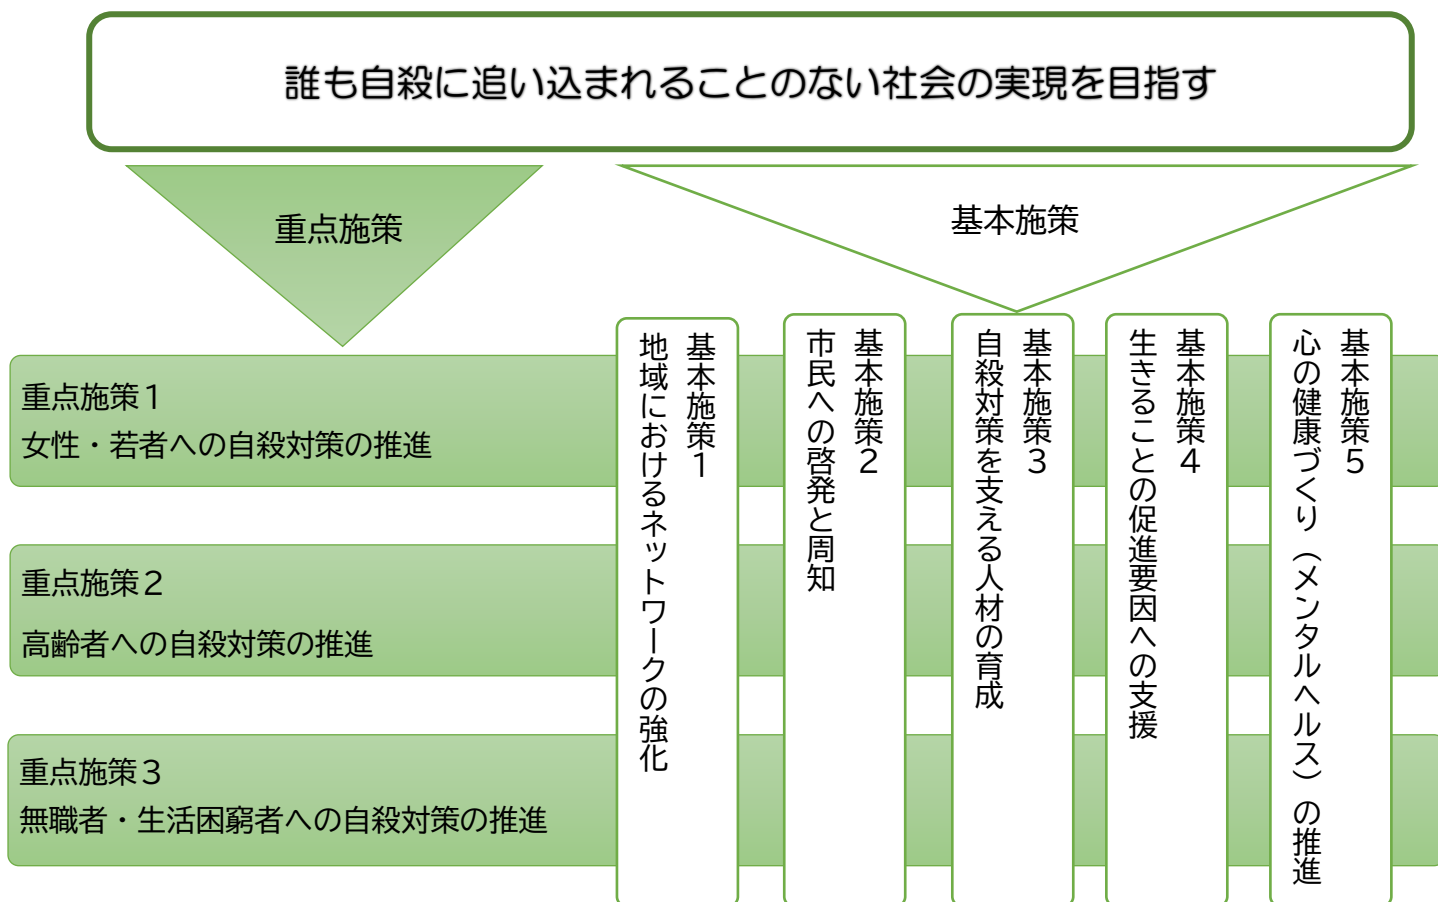 誰も自殺に追い込まれることのない社会の実現を目指す
重点施策
基本施策
重点施策１
女性・若者への自殺対策の推進
重点施策２
高齢者への自殺対策の推進
重点施策３
無職者・生活困窮者への自殺対策の推進
基本施策１
地域におけるネットワークの強化
基本施策２
市民への啓発と周知
基本施策３
自殺対策を支える人材の育成
基本施策４
生きることの促進要因への支援
基本施策５
心の健康づくり（メンタルヘルス）の推進